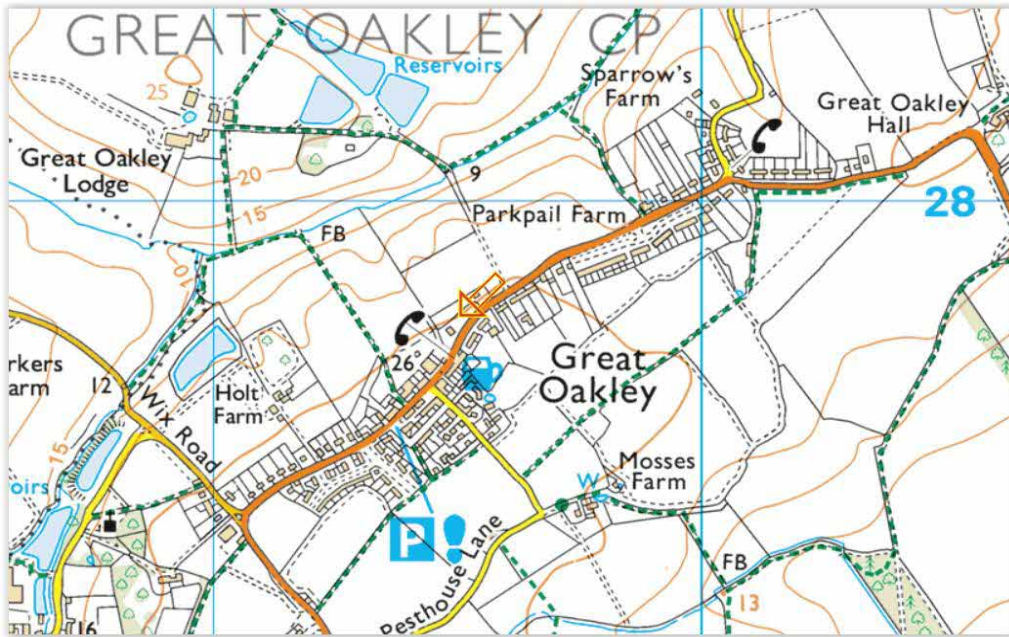 GREAT OAKLEY CP
Reservoirs
Sparrow's
Farm
25
Great Oakley
Hall
Great Oakley
Lodge
20
9
15
Parkpail Farm
28
FB
10
26
Great
Oakley
rkers
arm
12
Holt
Farm
Wix Road
15
Mosses
Farm
W
oirs
P
Pesthouse Lane
FB
13
16